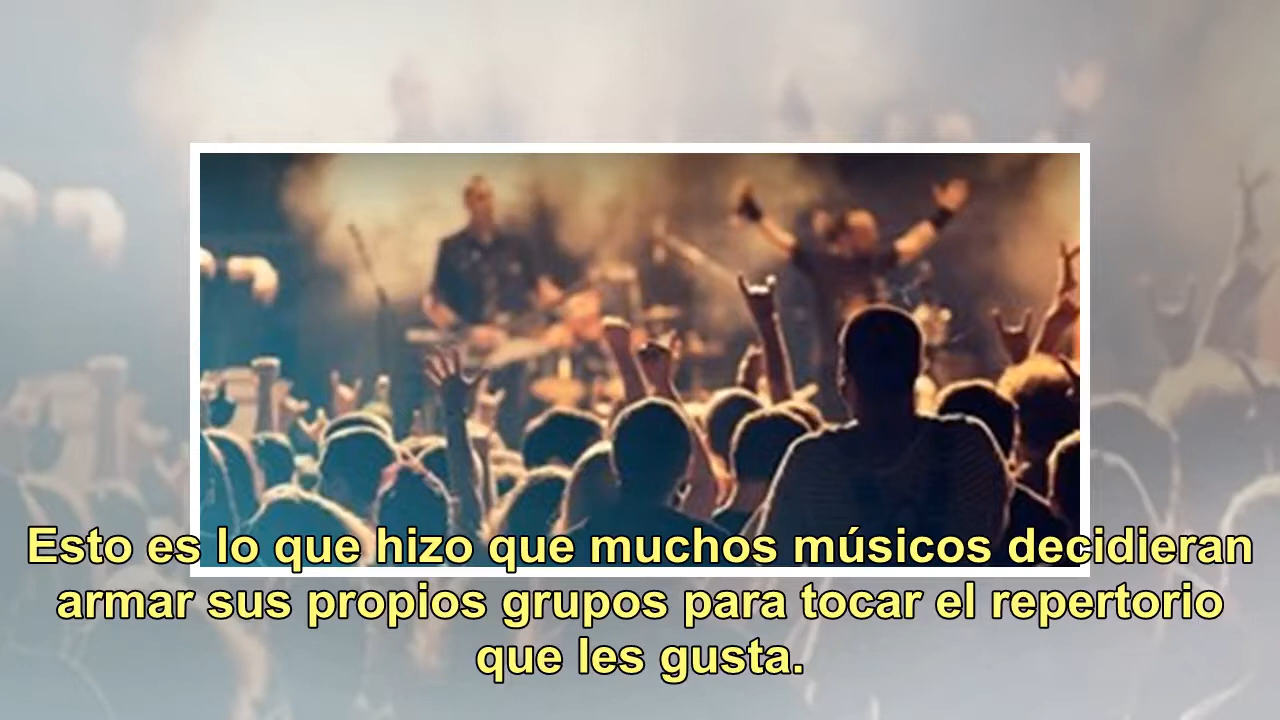 Esto es lo que hizo que muchos músicos decidieran
armar sus propios grupos para tocar el repertorio
que les gusta.